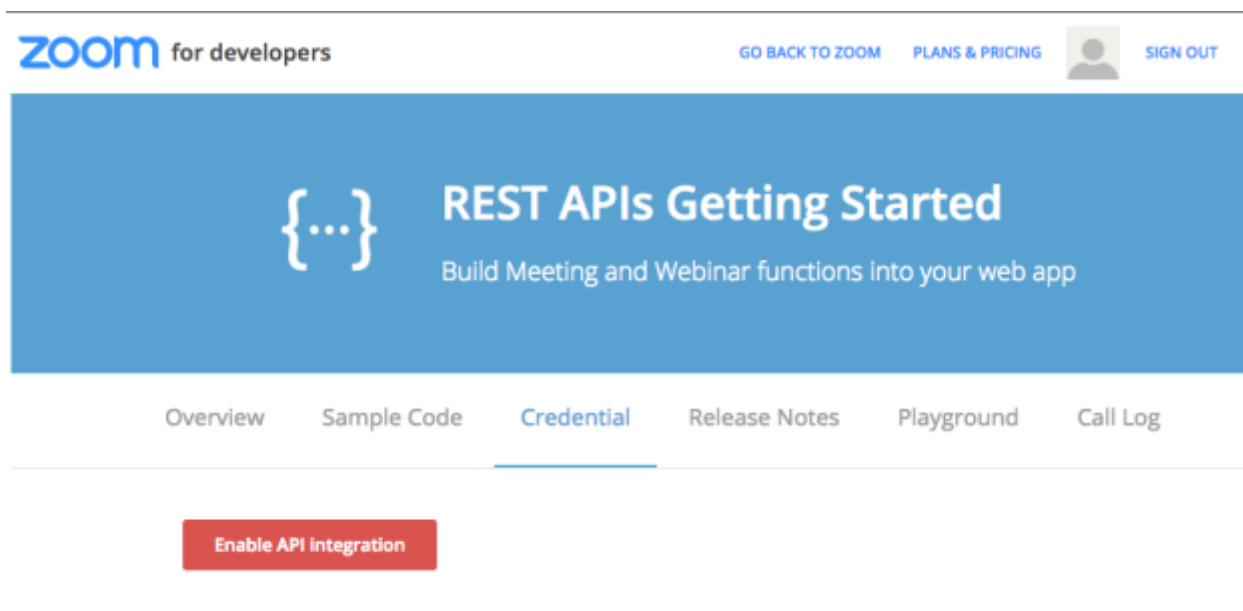 zoom for developers GO BACK TO ZOOM PLANS & PRICING SIGN OUT
{...} REST APIs Getting Started
Build Meeting and Webinar functions into your web app
Overview Sample Code Credential Release Notes Playground Call Log
Enable API integration